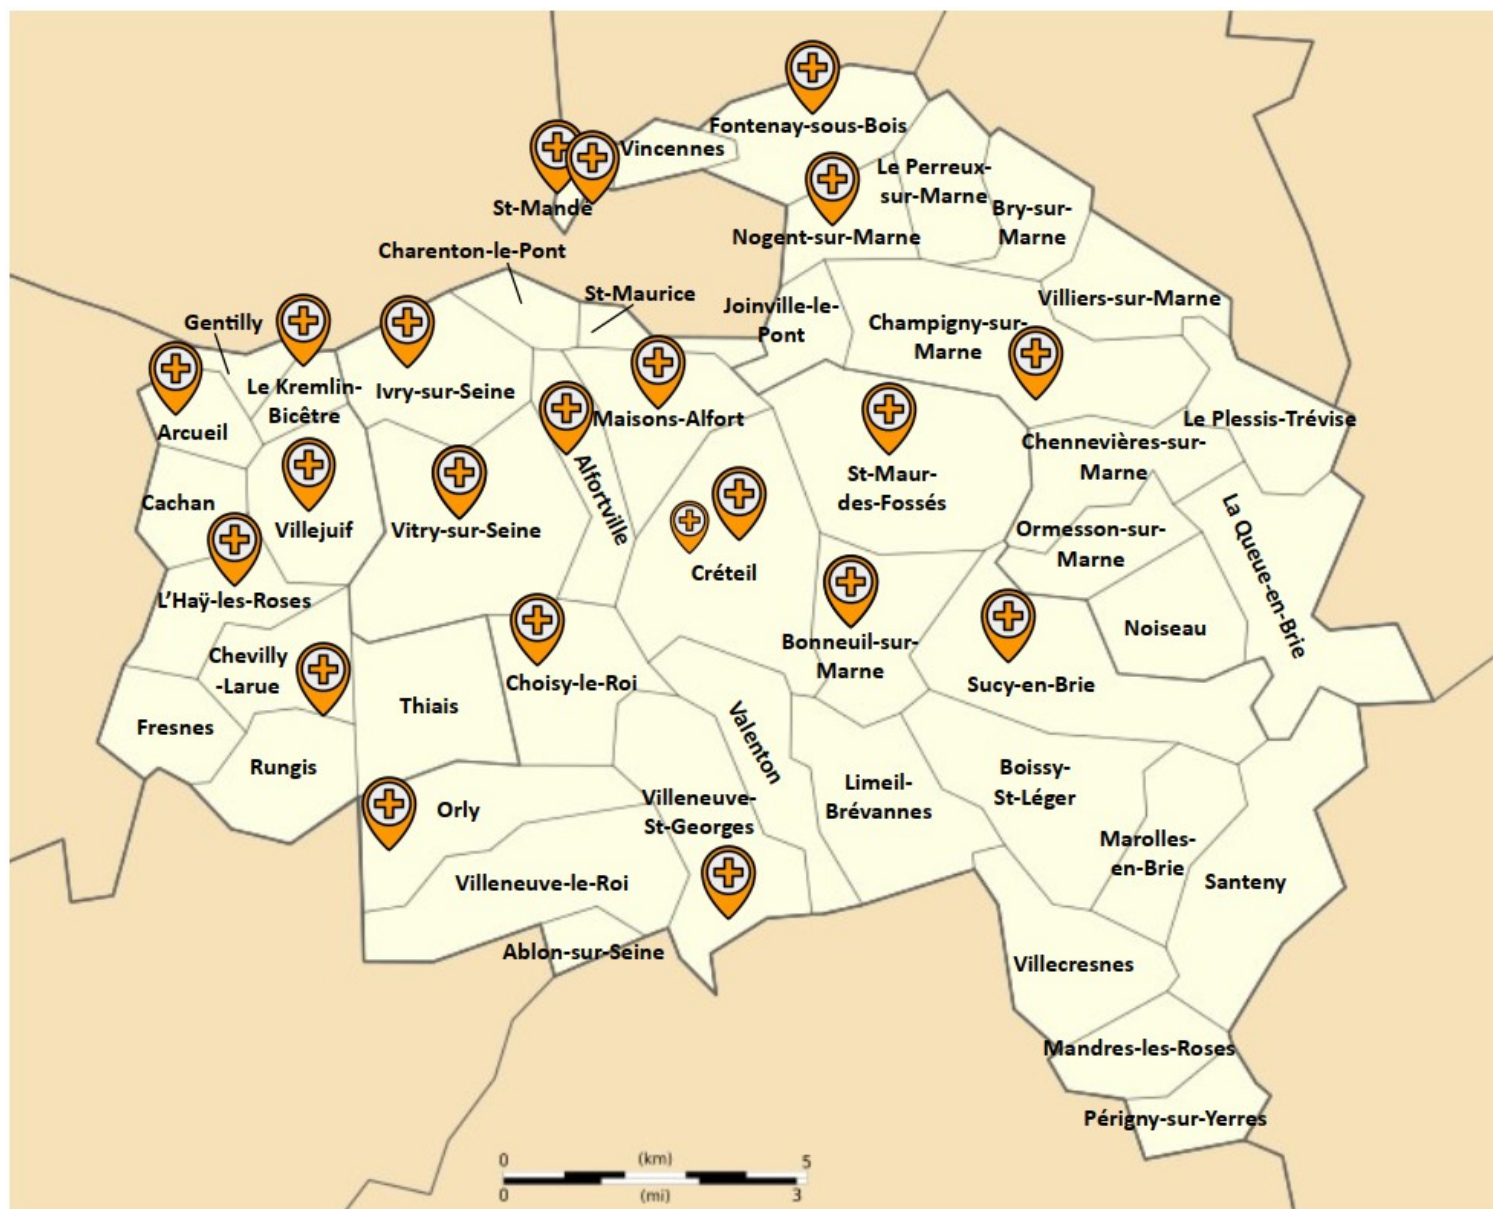 Fontenay-sous-Bois
Vincennes
Le Perreux-
sur-Marne
St-Mandé
Bry-sur-
Marne
Nogent-sur-Marne
Charenton-le-Pont
St-Maurice
Joinville-le-
Pont
Villiers-sur-Marne
Gentilly
Champigny-sur-
Marne
Le Kremlin-
Bicêtre
Ivry-sur-Seine
Maisons-Alfort
Le Plessis-Trévise
Arcueil
Chennevières-sur-
Marne
Cachan
Villejuif
Vitry-sur-Seine
Alfortville
St-Maur-
des-Fossés
Ormesson-sur-
Marne
La Queue-en-Brie
Créteil
L’Haÿ-les-Roses
Noiseau
Bonneuil-sur-
Marne
Chevilly
-Larue
Choisy-le-Roi
Sucy-en-Brie
Thiais
Fresnes
Valenton
Rungis
Boissy-
St-Léger
Limeil-
Brévannes
Villeneuve-
St-Georges
Orly
Marolles-
en-Brie
Villeneuve-le-Roi
Santeny
Ablon-sur-Seine
Villecresnes
Mandres-les-Roses
Périgny-sur-Yerres
0 (km) 5
0 (mi) 3